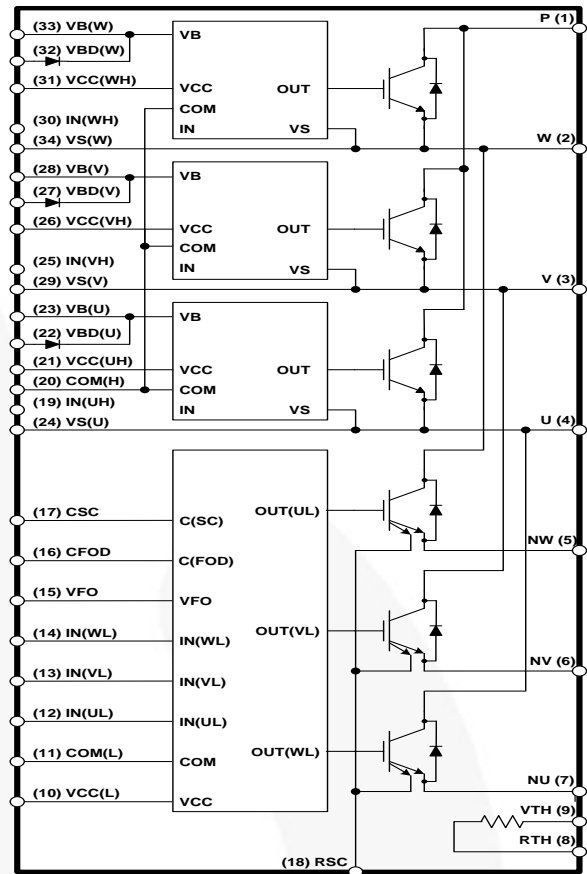 (33) VB(W)
(32) VBD(W)
(31) VCC(WH)
(30) IN(WH)
(34) VS(W)
VB
VCC
COM
IN
OUT
VS
P (1)
W (2)
(28) VB(V)
(27) VBD(V)
(26) VCC(VH)
(25) IN(VH)
(29) VS(V)
VB
VCC
COM
IN
OUT
VS
V (3)
(23) VB(U)
(22) VBD(U)
(21) VCC(UH)
(20) COM(H)
(19) IN(UH)
(24) VS(U)
VB
VCC
COM
IN
OUT
VS
U (4)
(17) CSC
(16) CFOD
(15) VFO
(14) IN(WL)
(13) IN(VL)
(12) IN(UL)
(11) COM(L)
(10) VCC(L)
C(SC)
C(FOD)
VFO
IN(WL)
IN(VL)
IN(UL)
COM
VCC
OUT(UL)
OUT(VL)
OUT(WL)
NW (5)
NV (6)
NU (7)
VTH (9)
RTH (8)
(18) RSC